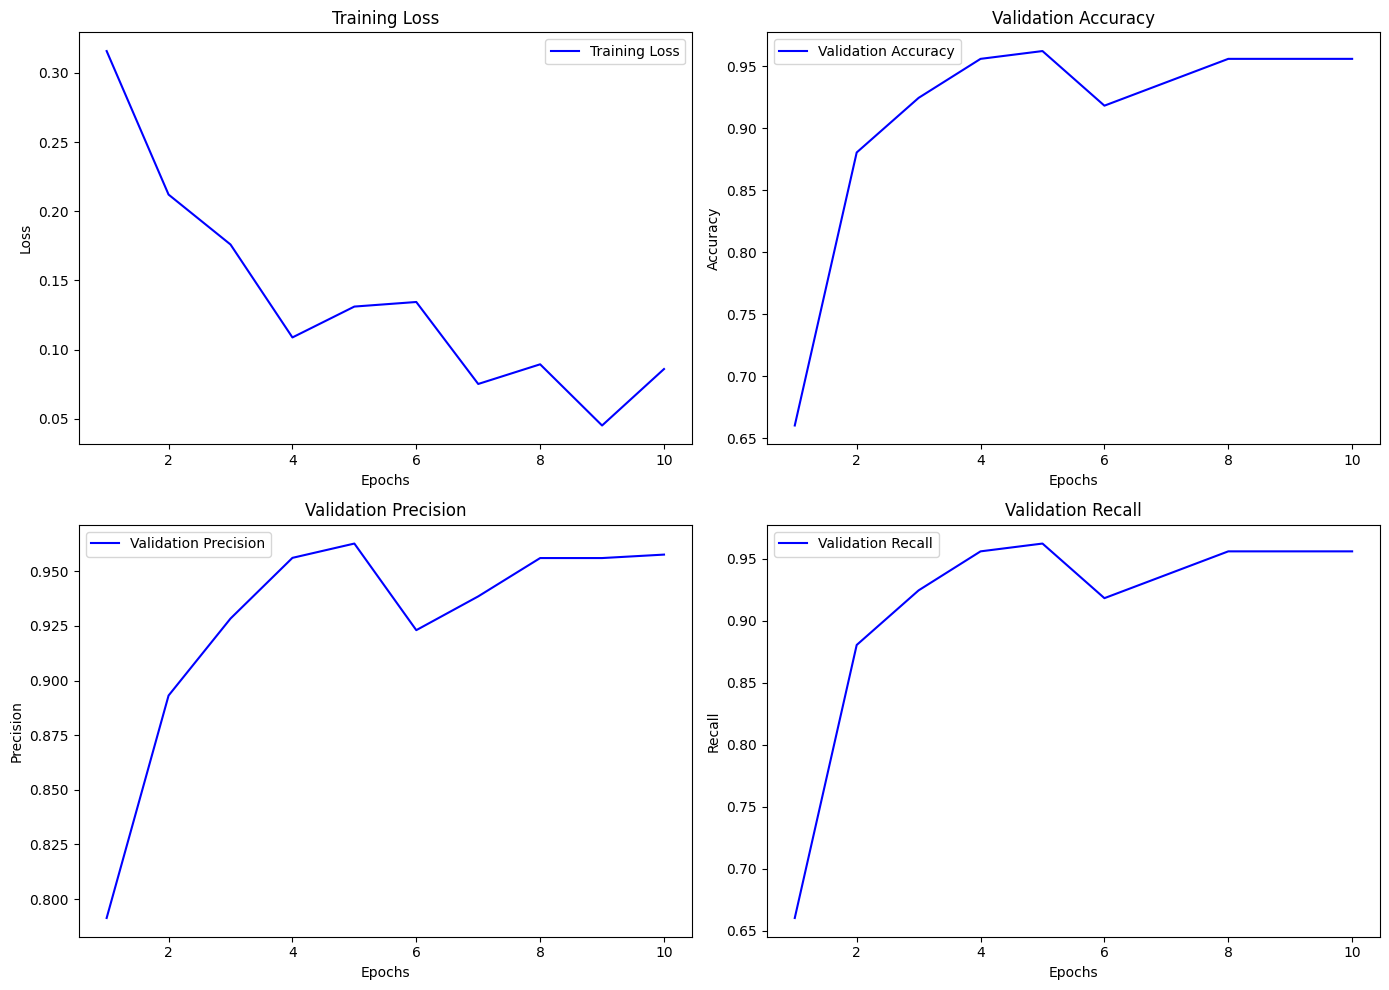 Training Loss
Training Loss
0.30
0.25
0.20
0.15
0.10
0.05
Loss
2 4 6 8 10
Epochs
Validation Accuracy
Validation Accuracy
0.95
0.90
0.85
0.80
0.75
0.70
0.65
Accuracy
2 4 6 8 10
Epochs
Validation Precision
Validation Precision
0.950
0.925
0.900
0.875
0.850
0.825
0.800
Precision
2 4 6 8 10
Epochs
Validation Recall
Validation Recall
0.95
0.90
0.85
0.80
0.75
0.70
0.65
Recall
2 4 6 8 10
Epochs